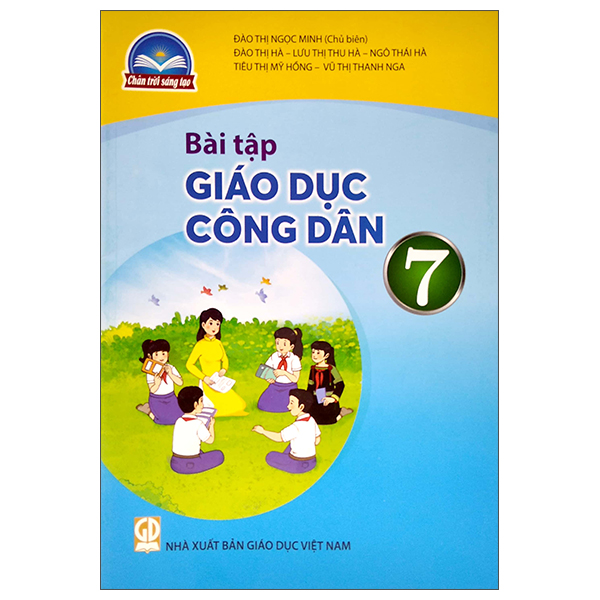 ĐÀO THỊ NGỌC MINH (Chủ biên)
ĐÀO THỊ HÀ – LƯU THỊ THU HÀ – NGÔ THÁI HÀ
TIÊU THỊ MỸ HỒNG – VŨ THỊ THANH NGA
Chân trời sáng tạo
Bài tập
GIÁO DỤC
CÔNG DÂN
7
GD
NHÀ XUẤT BẢN GIÁO DỤC VIỆT NAM